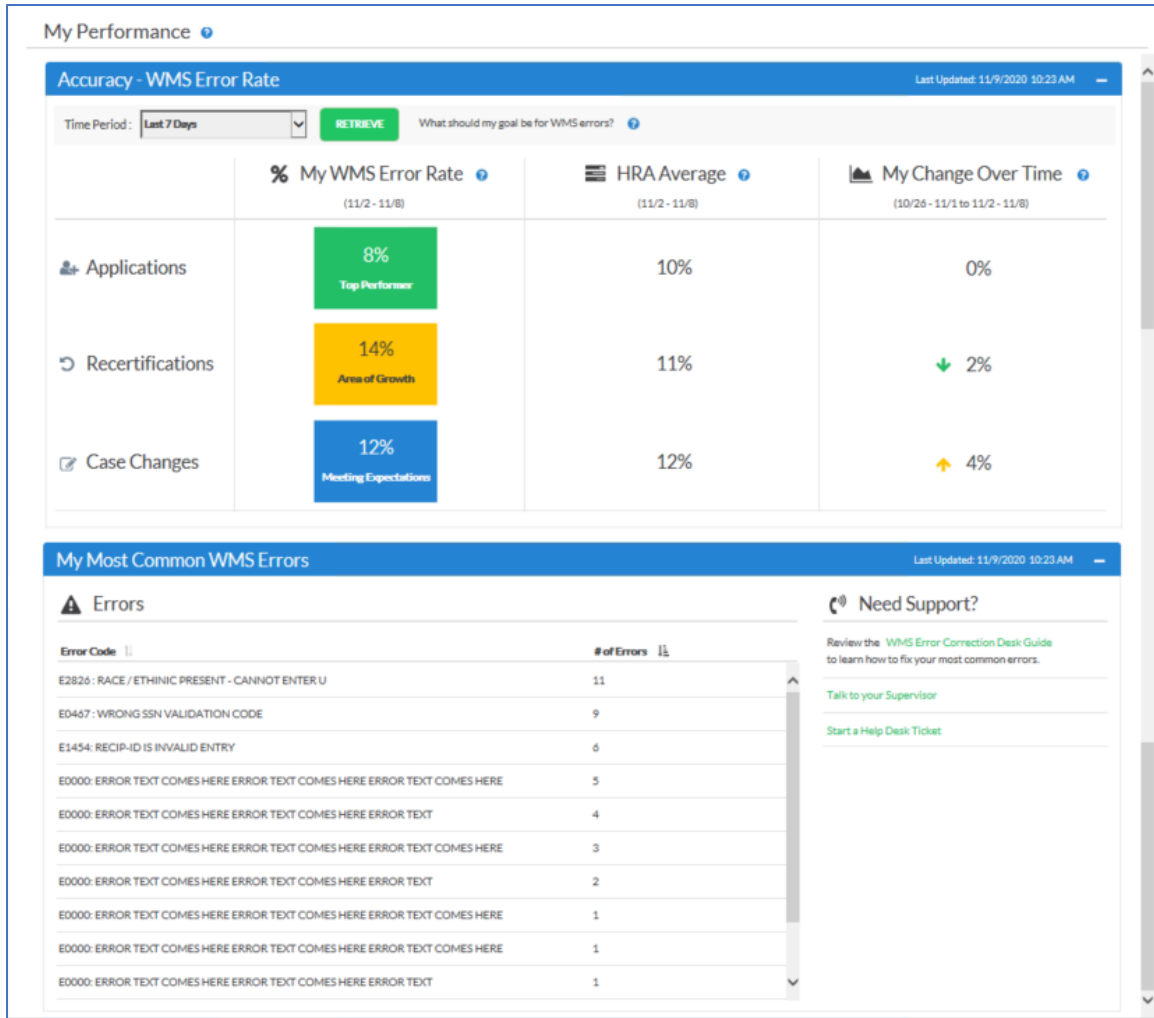 My Performance
Accuracy - WMS Error Rate
Last Updated: 11/9/2020 10:23 AM
Time Period : Last 7 Days
RETRIEVE
What should my goal be for WMS errors?
% My WMS Error Rate
(11/2 - 11/8)
HRA Average
(11/2 - 11/8)
My Change Over Time
(10/26 - 11/1 to 11/2 - 11/8)
Applications
8%
Top Performer
10%
0%
Recertifications
14%
Area of Growth
11%
2%
Case Changes
12%
Meeting Expectations
12%
4%
My Most Common WMS Errors
Last Updated: 11/9/2020 10:23 AM
Errors
Error Code
# of Errors
E2826 : RACE / ETHINIC PRESENT - CANNOT ENTER U 11
E0467 : WRONG SSN VALIDATION CODE 9
E1454: RECIP-ID IS INVALID ENTRY 6
E0000: ERROR TEXT COMES HERE ERROR TEXT COMES HERE ERROR TEXT COMES HERE 5
E0000: ERROR TEXT COMES HERE ERROR TEXT COMES HERE ERROR TEXT 4
E0000: ERROR TEXT COMES HERE ERROR TEXT COMES HERE ERROR TEXT COMES HERE 3
E0000: ERROR TEXT COMES HERE ERROR TEXT COMES HERE ERROR TEXT 2
E0000: ERROR TEXT COMES HERE ERROR TEXT COMES HERE ERROR TEXT COMES HERE 1
E0000: ERROR TEXT COMES HERE ERROR TEXT COMES HERE ERROR TEXT COMES HERE 1
E0000: ERROR TEXT COMES HERE ERROR TEXT COMES HERE ERROR TEXT 1
Need Support?
Review the WMS Error Correction Desk Guide
to learn how to fix your most common errors.
Talk to your Supervisor
Start a Help Desk Ticket